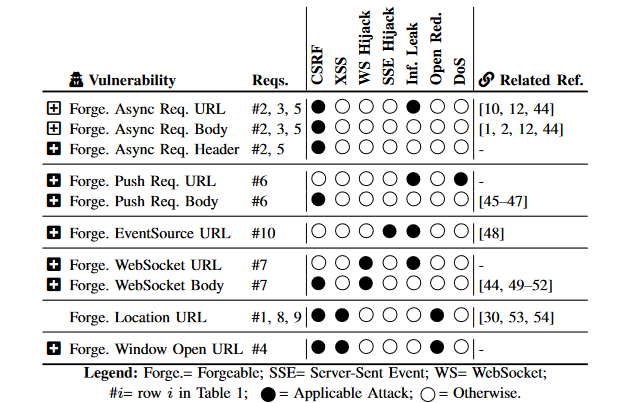 Vulnerability Reqs. CSRF XSS WS Hijack SSE Hijack Inf. Leak Open Red. DoS Related Ref.
Forge. Async Req. URL #2, 3, 5 ● ○ ○ ○ ● ○ ○ [10, 12, 44]
Forge. Async Req. Body #2, 3, 5 ● ○ ○ ○ ○ ○ ○ [1, 2, 12, 44]
Forge. Async Req. Header #2, 5 ● ○ ○ ○ ○ ○ ○ -
Forge. Push Req. URL #6 ○ ○ ○ ○ ● ○ ● -
Forge. Push Req. Body #6 ● ○ ○ ○ ○ ○ ○ [45–47]
Forge. EventSource URL #10 ○ ○ ○ ● ● ○ ○ [48]
Forge. WebSocket URL #7 ○ ○ ● ○ ● ○ ○ -
Forge. WebSocket Body #7 ● ○ ● ○ ○ ○ ○ [44, 49–52]
Forge. Location URL #1, 8, 9 ● ● ○ ○ ○ ● ○ [30, 53, 54]
Forge. Window Open URL #4 ● ● ○ ○ ○ ● ○ -
Legend: Forge.= Forgeable; SSE= Server-Sent Event; WS= WebSocket;
#i= row i in Table 1; ●= Applicable Attack; ○= Otherwise.